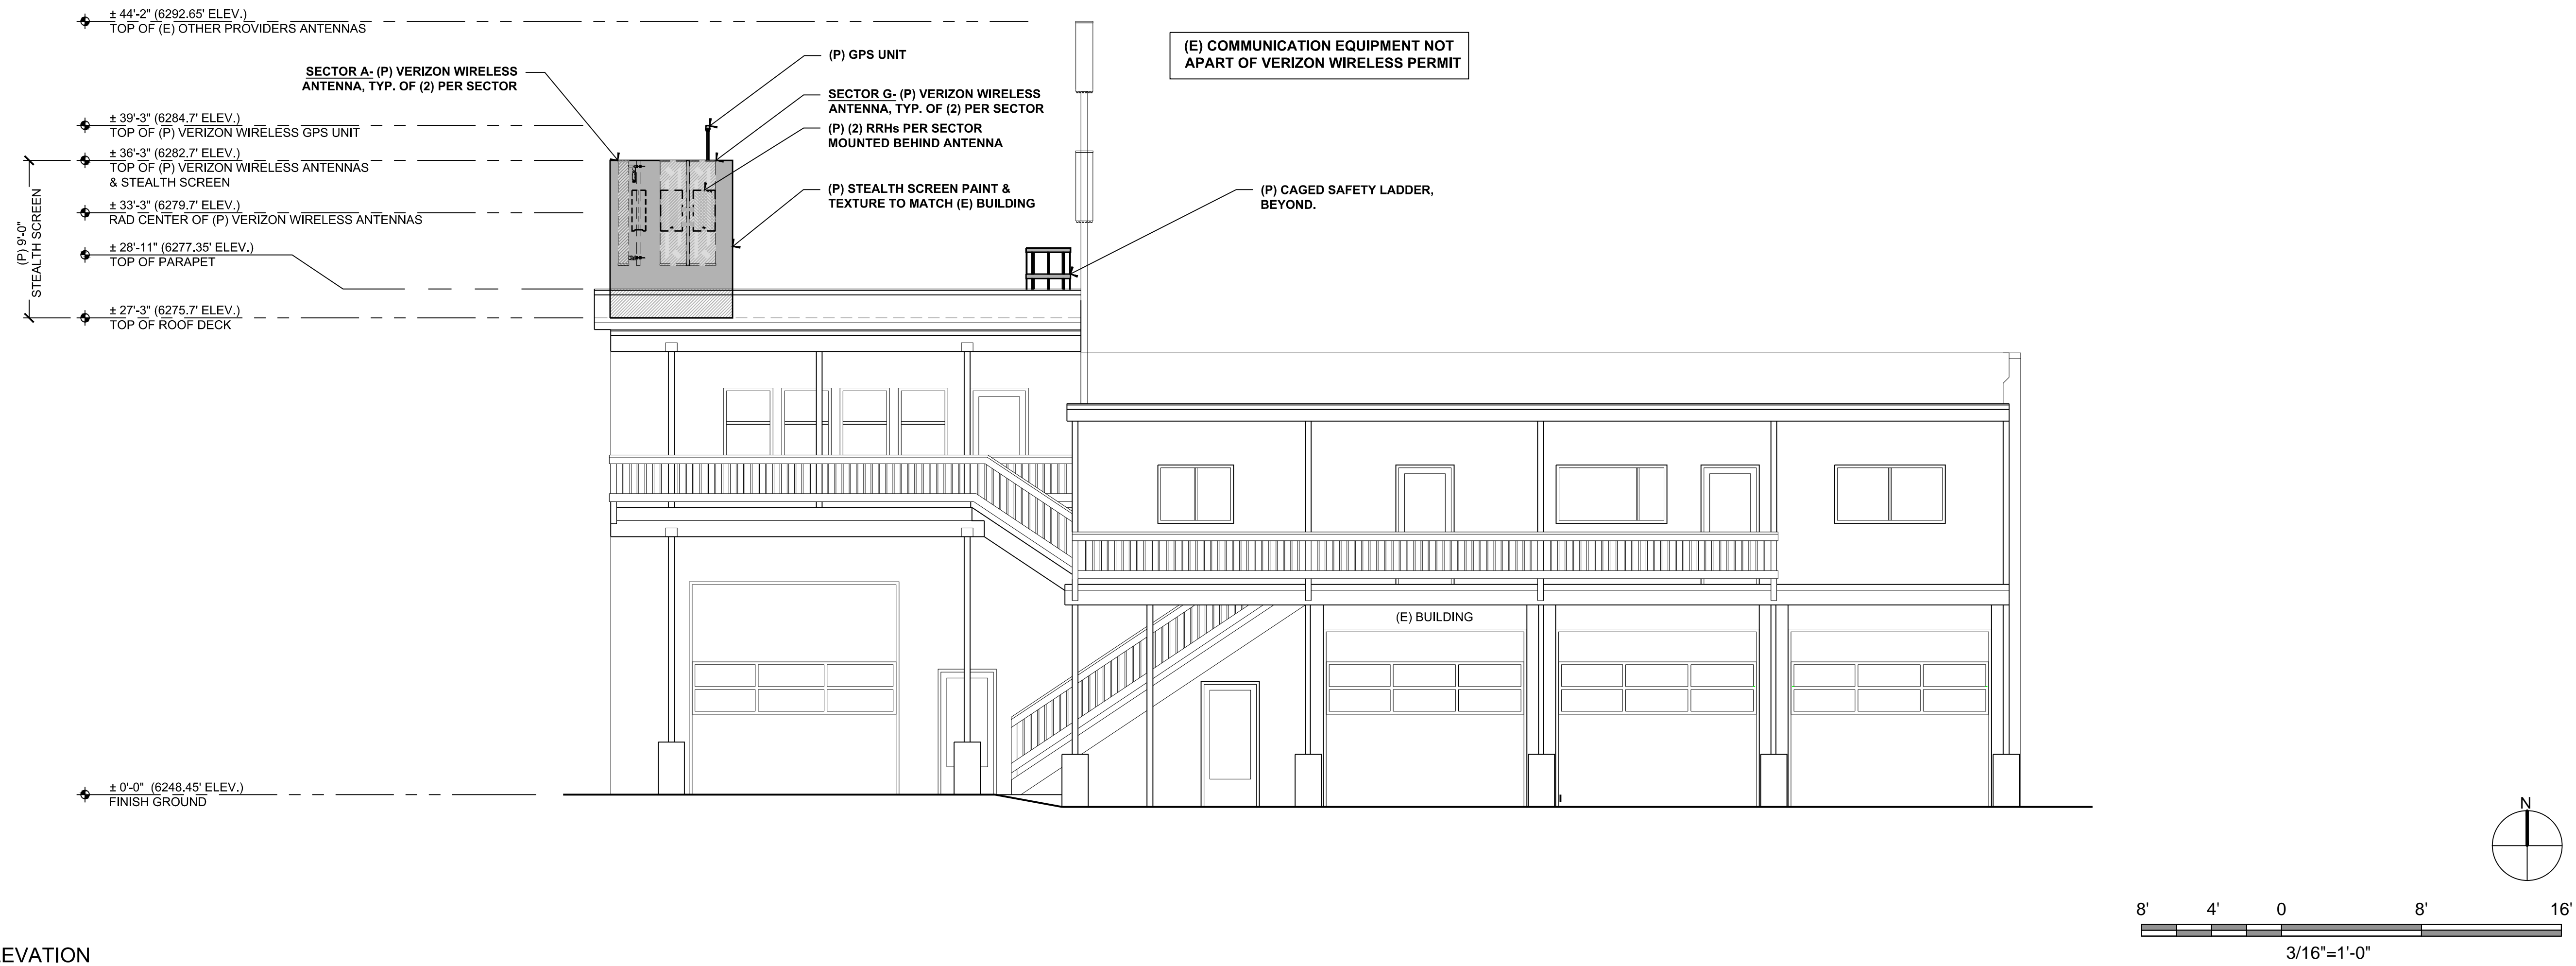 ± 44'-2" (6292.65' ELEV.)
TOP OF (E) OTHER PROVIDERS ANTENNAS
(E) COMMUNICATION EQUIPMENT NOT
APART OF VERIZON WIRELESS PERMIT
(P) GPS UNIT
SECTOR A- (P) VERIZON WIRELESS
ANTENNA, TYP. OF (2) PER SECTOR
SECTOR G- (P) VERIZON WIRELESS
ANTENNA, TYP. OF (2) PER SECTOR
± 39'-3" (6284.7' ELEV.)
TOP OF (P) VERIZON WIRELESS GPS UNIT
(P) (2) RRHs PER SECTOR
MOUNTED BEHIND ANTENNA
± 36'-3" (6282.7' ELEV.)
TOP OF (P) VERIZON WIRELESS ANTENNAS
& STEALTH SCREEN
(P) STEALTH SCREEN PAINT &
TEXTURE TO MATCH (E) BUILDING
(P) CAGED SAFETY LADDER,
BEYOND.
± 33'-3" (6279.7' ELEV.)
RAD CENTER OF (P) VERIZON WIRELESS ANTENNAS
(P) 9'-0"
STEALTH SCREEN
± 28'-11" (6277.35' ELEV.)
TOP OF PARAPET
± 27'-3" (6275.7' ELEV.)
TOP OF ROOF DECK
(E) BUILDING
± 0'-0" (6248.45' ELEV.)
FINISH GROUND
N
8' 4' 0 8' 16'
3/16"=1'-0"
EVATION